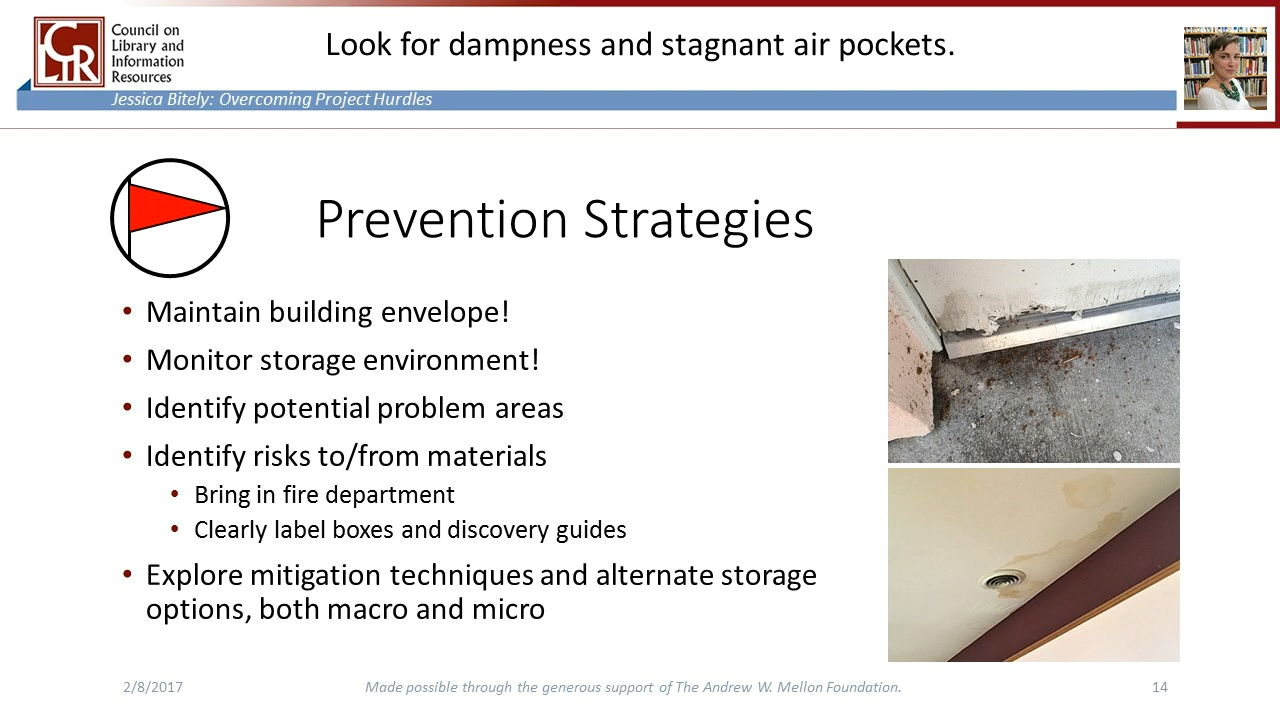 Look for dampness and stagnant air pockets.
CLIR
Council on
Library and
Information
Resources
Jessica Bitely: Overcoming Project Hurdles
Prevention Strategies
• Maintain building envelope!
• Monitor storage environment!
• Identify potential problem areas
• Identify risks to/from materials
• Bring in fire department
• Clearly label boxes and discovery guides
• Explore mitigation techniques and alternate storage
options, both macro and micro
2/8/2017
Made possible through the generous support of The Andrew W. Mellon Foundation.
14